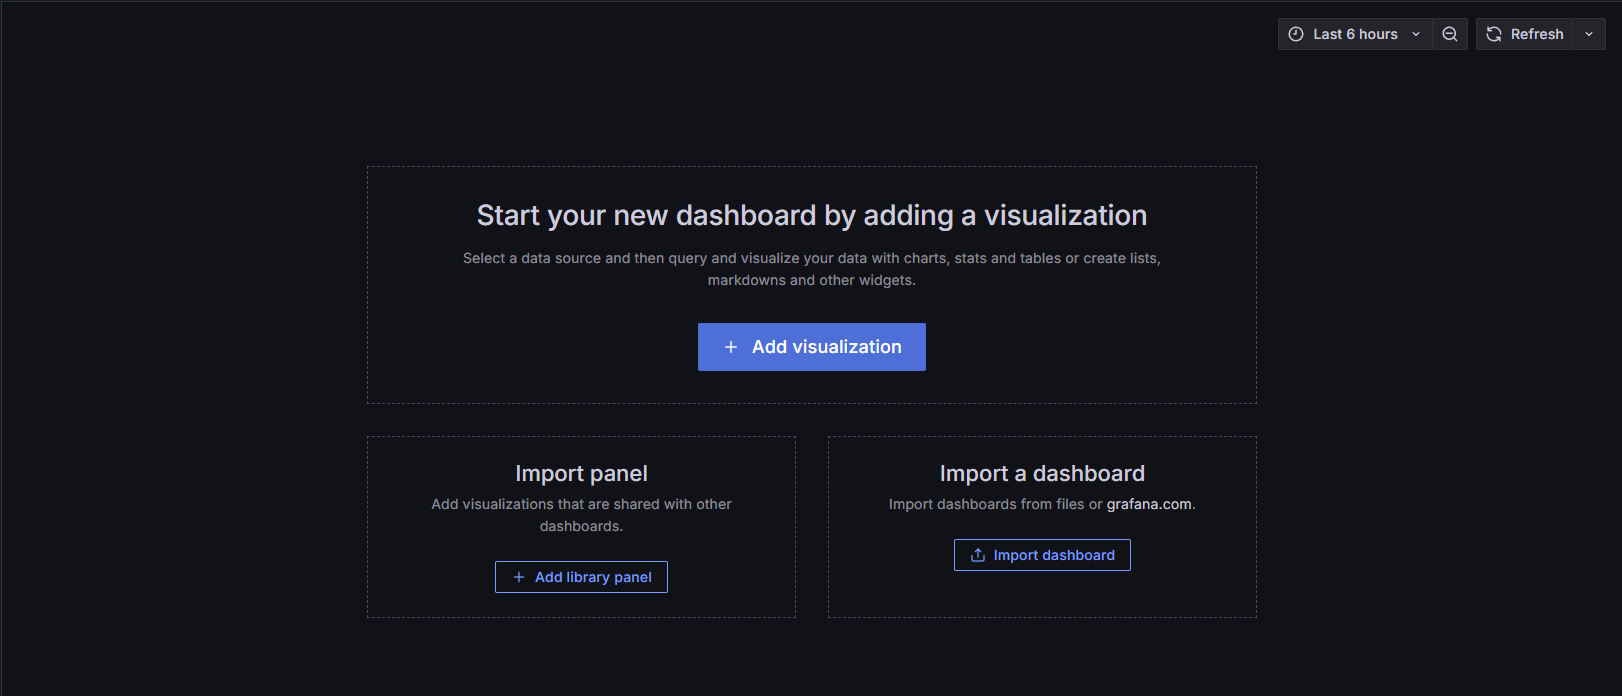 Last 6 hours
Refresh
Start your new dashboard by adding a visualization
Select a data source and then query and visualize your data with charts, stats and tables or create lists,
markdowns and other widgets.
Add visualization
Import panel
Add visualizations that are shared with other
dashboards.
Add library panel
Import a dashboard
Import dashboards from files or grafana.com.
Import dashboard